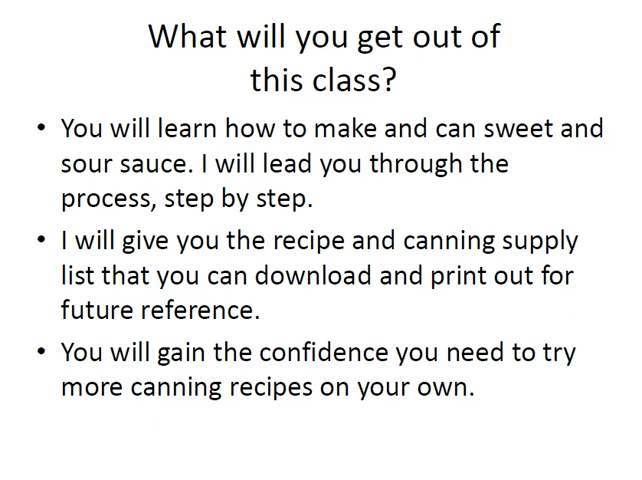 What will you get out of
this class?
• You will learn how to make and can sweet and
sour sauce. I will lead you through the
process, step by step.
• I will give you the recipe and canning supply
list that you can download and print out for
future reference.
• You will gain the confidence you need to try
more canning recipes on your own.